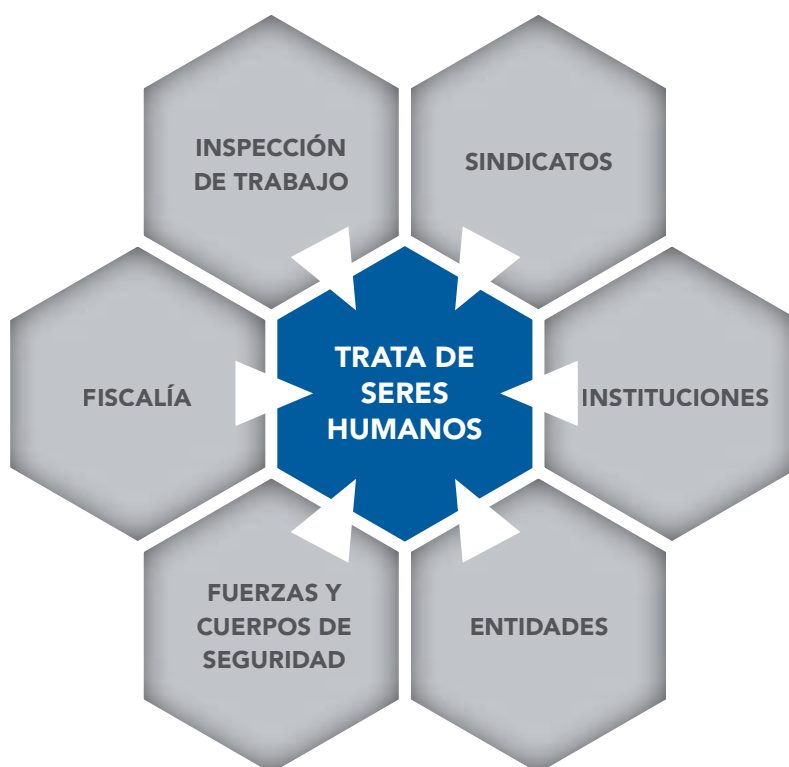 INSPECCIÓN
DE TRABAJO
SINDICATOS
FISCALÍA
TRATA DE
SERES
HUMANOS
INSTITUCIONES
FUERZAS Y
CUERPOS DE
SEGURIDAD
ENTIDADES